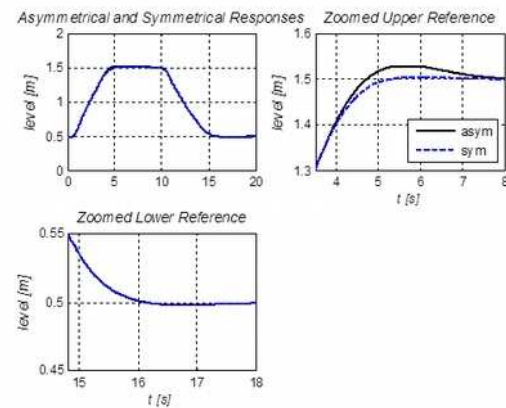 Asymmetrical and Symmetrical Responses
level [m]
2
1.5
1
0.5
0
0 5 10 15 20
Zoomed Upper Reference
level [m]
1.6
1.5
1.4
1.3
asym
sym
4 5 6 7 8
t [s]
Zoomed Lower Reference
level [m]
0.55
0.5
0.45
15 16 17 18
t [s]